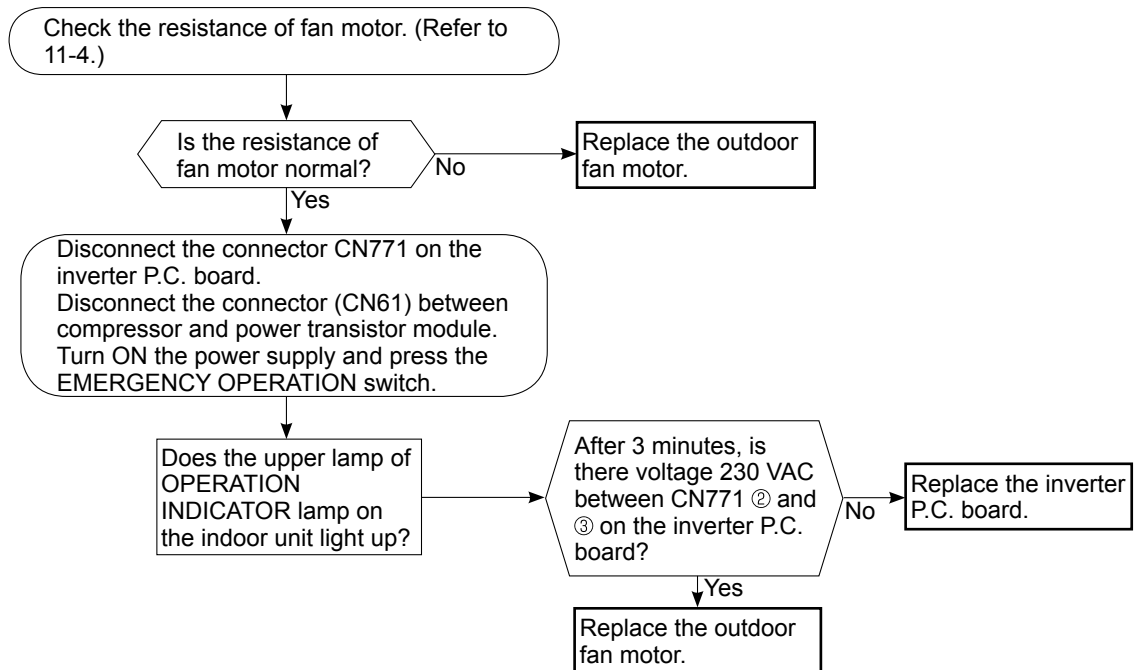 Check the resistance of fan motor. (Refer to
11-4.)
Is the resistance of
fan motor normal?
No
Replace the outdoor
fan motor.
Yes
Disconnect the connector CN771 on the
inverter P.C. board.
Disconnect the connector (CN61) between
compressor and power transistor module.
Turn ON the power supply and press the
EMERGENCY OPERATION switch.
Does the upper lamp of
OPERATION
INDICATOR lamp on
the indoor unit light up?
After 3 minutes, is
there voltage 230 VAC
between CN771 ② and
③ on the inverter P.C.
board?
No
Replace the inverter
P.C. board.
Yes
Replace the outdoor
fan motor.